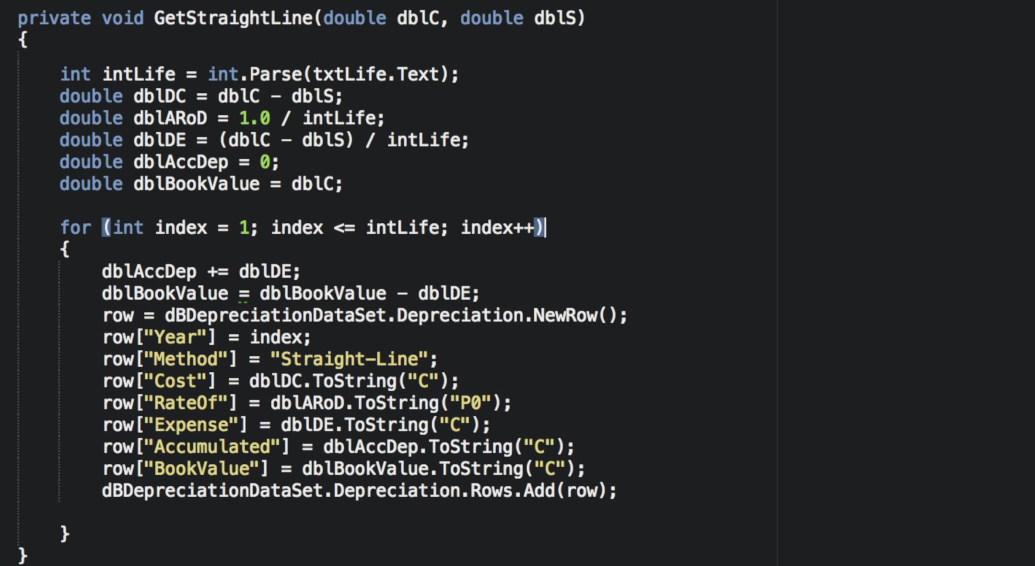 private void GetStraightLine(double dblC, double dblS)
{
int intLife = int.Parse(txtLife.Text);
double dblDC = dblC - dblS;
double dblARoD = 1.0 / intLife;
double dblDE = (dblC - dblS) / intLife;
double dblAccDep = 0;
double dblBookValue = dblC;
for (int index = 1; index <= intLife; index++)
{
dblAccDep += dblDE;
dblBookValue = dblBookValue - dblDE;
row = dBDepreciationDataSet.Depreciation.NewRow();
row["Year"] = index;
row["Method"] = "Straight-Line";
row["Cost"] = dblDC.ToString("C");
row["RateOf"] = dblARoD.ToString("P0");
row["Expense"] = dblDE.ToString("C");
row["Accumulated"] = dblAccDep.ToString("C");
row["BookValue"] = dblBookValue.ToString("C");
dBDepreciationDataSet.Depreciation.Rows.Add(row);
}
}